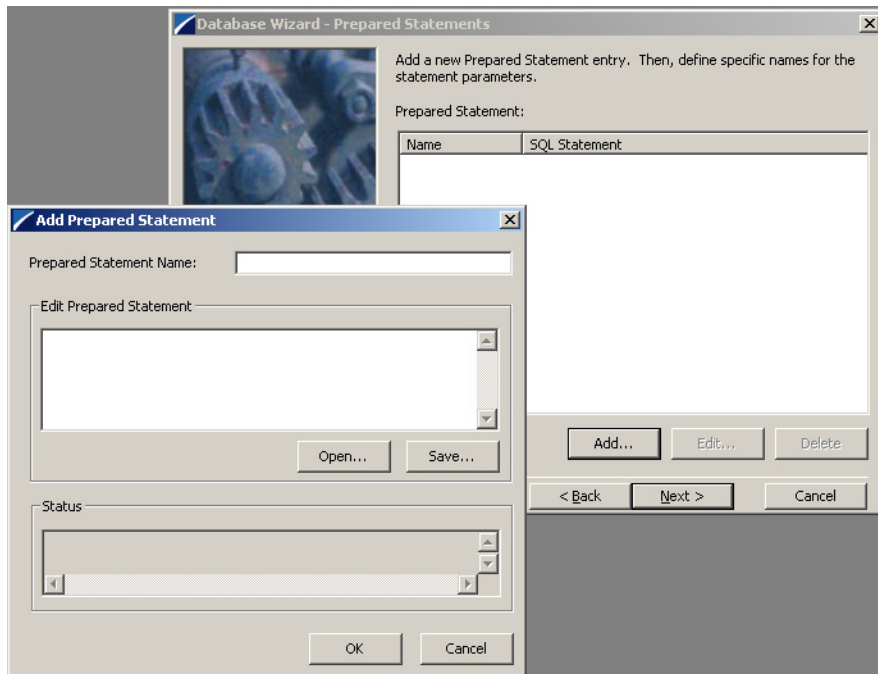 Database Wizard - Prepared Statements
Add a new Prepared Statement entry.  Then, define specific names for the
statement parameters.
Prepared Statement:
Name SQL Statement
Add... Edit... Delete
< Back Next > Cancel
Add Prepared Statement
Prepared Statement Name:
Edit Prepared Statement
Open... Save...
Status
OK Cancel